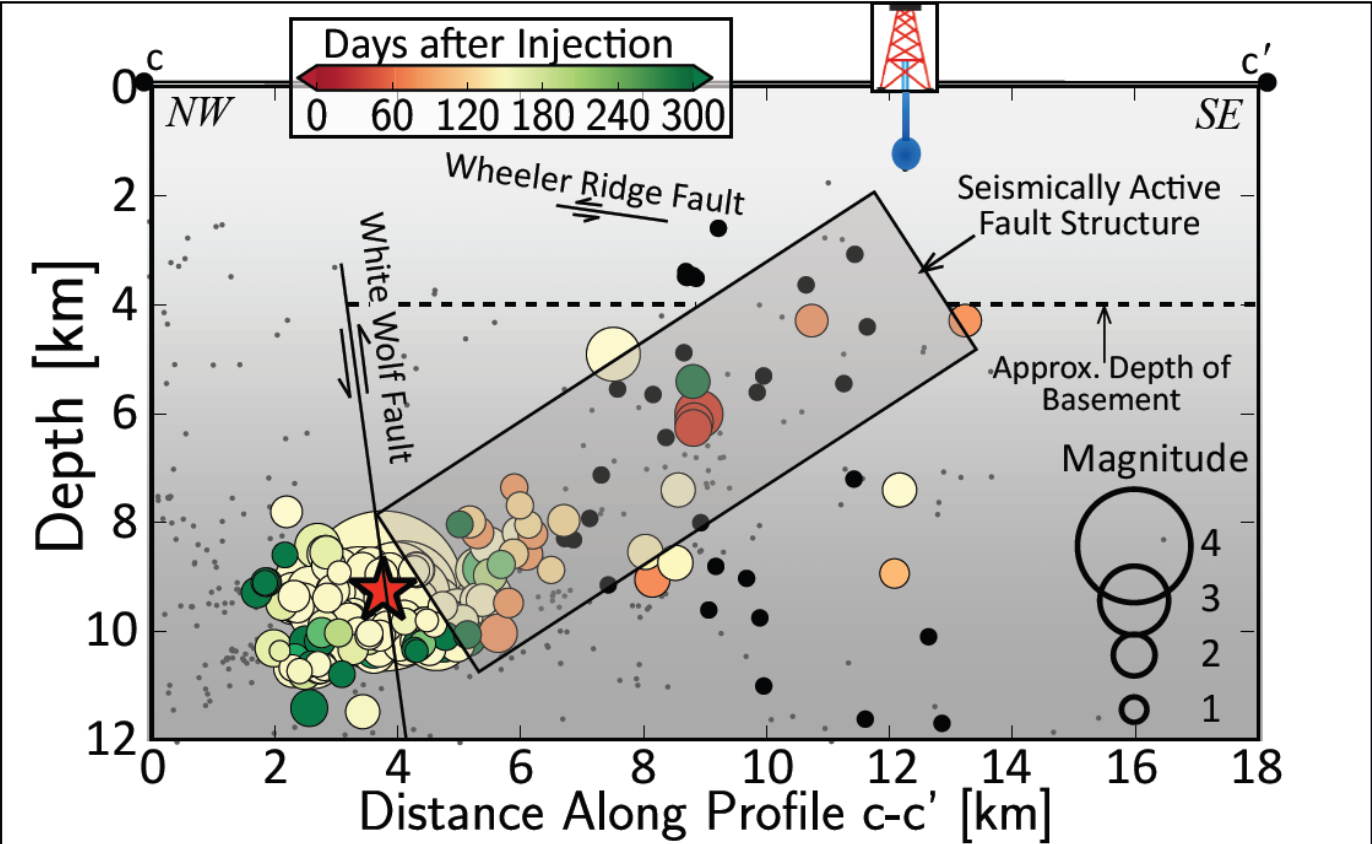 Days after Injection
0 60 120 180 240 300
c
c′
NW
SE
Wheeler Ridge Fault
White Wolf Fault
Seismically Active
Fault Structure
Approx. Depth of
Basement
Magnitude
4
3
2
1
Depth [km]
0
2
4
6
8
10
12
0 2 4 6 8 10 12 14 16 18
Distance Along Profile c-c’ [km]